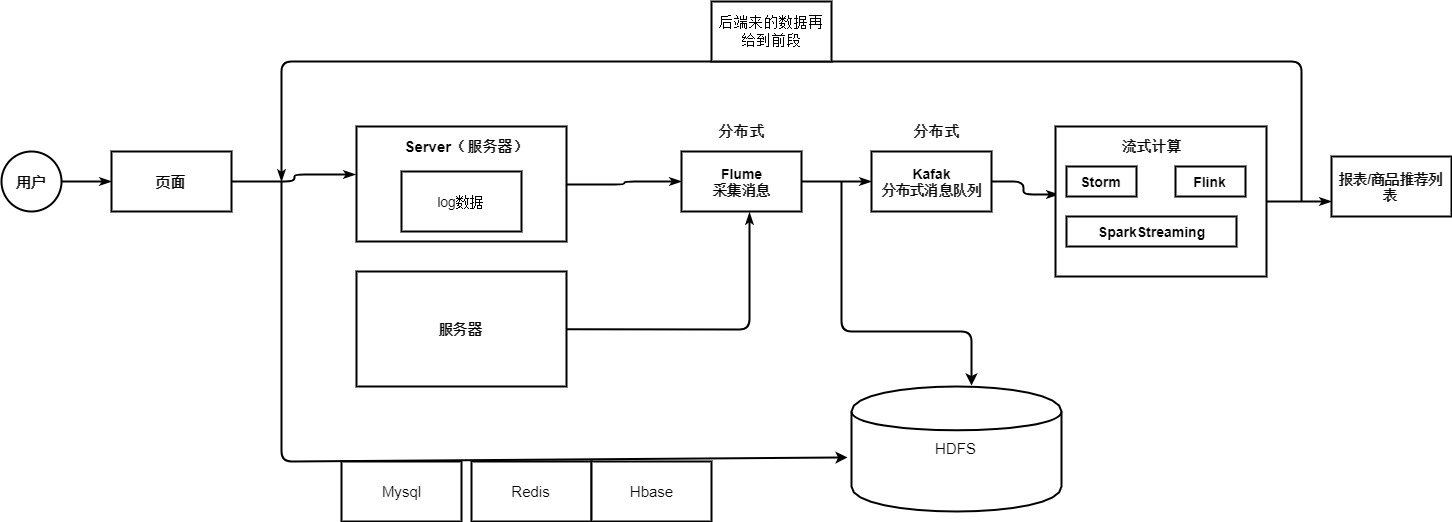 后端来的数据再
给到前段
用户
页面
Server（服务器）
log数据
服务器
分布式
Flume
采集消息
分布式
Kafak
分布式消息队列
流式计算
Storm
Flink
SparkStreaming
报表/商品推荐列
表
HDFS
Mysql
Redis
Hbase